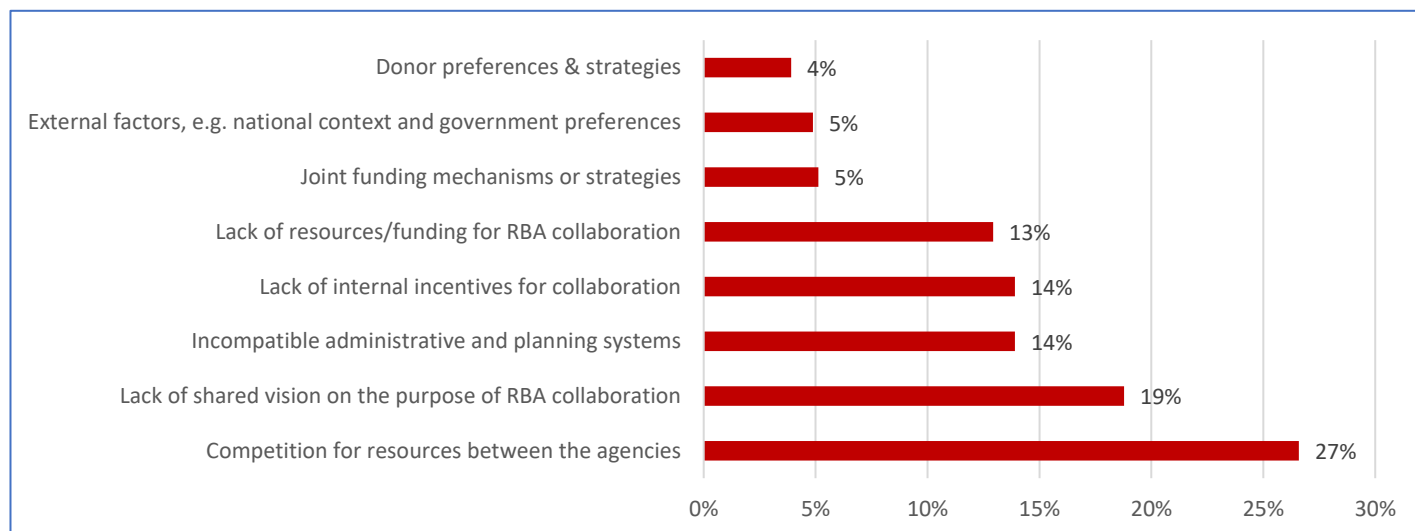 Donor preferences & strategies 4%
External factors, e.g. national context and government preferences 5%
Joint funding mechanisms or strategies 5%
Lack of resources/funding for RBA collaboration 13%
Lack of internal incentives for collaboration 14%
Incompatible administrative and planning systems 14%
Lack of shared vision on the purpose of RBA collaboration 19%
Competition for resources between the agencies 27%
0% 5% 10% 15% 20% 25% 30%